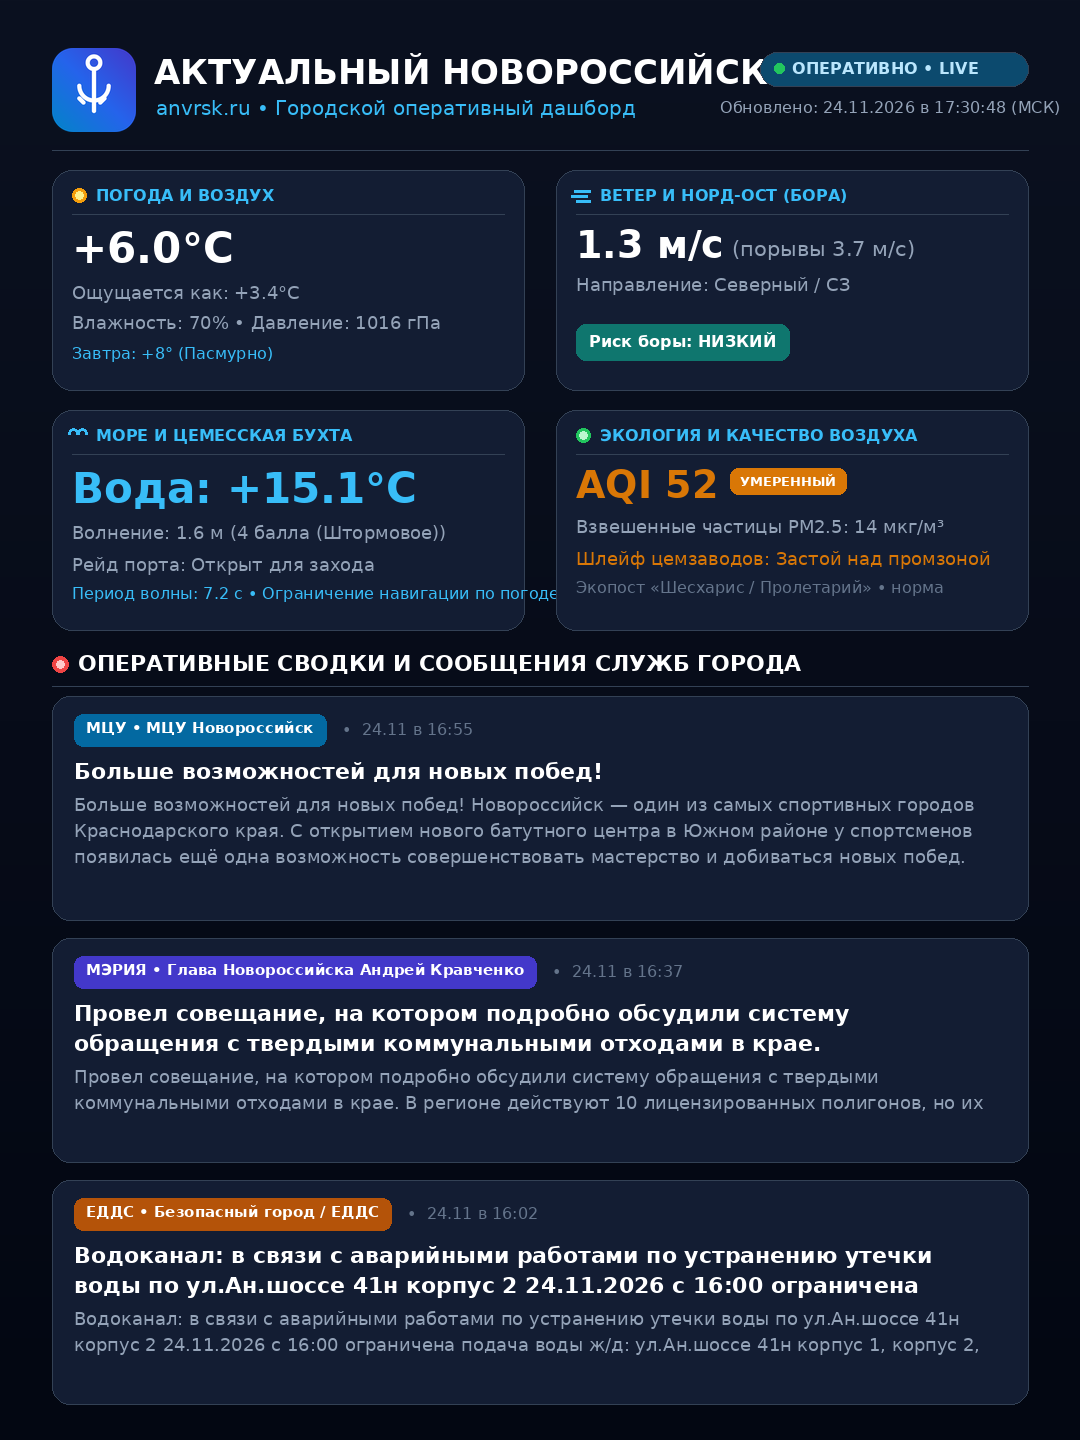 АКТУАЛЬНЫЙ НОВОРОССИЙСК
ОПЕРАТИВНО • LIVE
anvrsk.ru • Городской оперативный дашборд
Обновлено: 24.11.2026 в 17:30:48 (МСК)
ПОГОДА И ВОЗДУХ
+6.0°C
Ощущается как: +3.4°C
Влажность: 70% • Давление: 1016 гПа
Завтра: +8° (Пасмурно)
ВЕТЕР И НОРД-ОСТ (БОРА)
1.3 м/с (порывы 3.7 м/с)
Направление: Северный / СЗ
Риск боры: НИЗКИЙ
МОРЕ И ЦЕМЕССКАЯ БУХТА
Вода: +15.1°C
Волнение: 1.6 м (4 балла (Штормовое))
Рейд порта: Открыт для захода
Период волны: 7.2 с • Ограничение навигации по погоде
ЭКОЛОГИЯ И КАЧЕСТВО ВОЗДУХА
AQI 52 УМЕРЕННЫЙ
Взвешенные частицы PM2.5: 14 мкг/м³
Шлейф цемзаводов: Застой над промзоной
Экопост «Шесхарис / Пролетарий» • норма
ОПЕРАТИВНЫЕ СВОДКИ И СООБЩЕНИЯ СЛУЖБ ГОРОДА
МЦУ • МЦУ Новороссийск • 24.11 в 16:55
Больше возможностей для новых побед!
Больше возможностей для новых побед! Новороссийск — один из самых спортивных городов
Краснодарского края. С открытием нового батутного центра в Южном районе у спортсменов
появилась ещё одна возможность совершенствовать мастерство и добиваться новых побед.
МЭРИЯ • Глава Новороссийска Андрей Кравченко • 24.11 в 16:37
Провел совещание, на котором подробно обсудили систему
обращения с твердыми коммунальными отходами в крае.
Провел совещание, на котором подробно обсудили систему обращения с твердыми
коммунальными отходами в крае. В регионе действуют 10 лицензированных полигонов, но их
ЕДДС • Безопасный город / ЕДДС • 24.11 в 16:02
Водоканал: в связи с аварийными работами по устранению утечки
воды по ул.Ан.шоссе 41н корпус 2 24.11.2026 с 16:00 ограничена
Водоканал: в связи с аварийными работами по устранению утечки воды по ул.Ан.шоссе 41н
корпус 2 24.11.2026 с 16:00 ограничена подача воды ж/д: ул.Ан.шоссе 41н корпус 1, корпус 2,